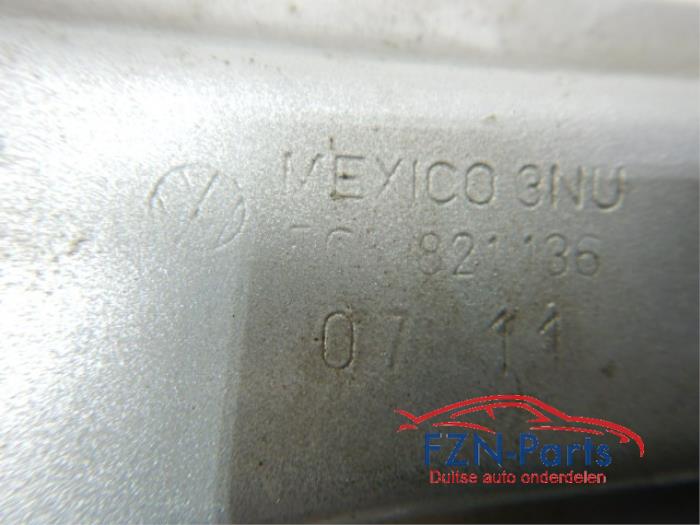 MEXICO 3NU
821 136
07 11
FZN-Parts
Duitse auto onderdelen